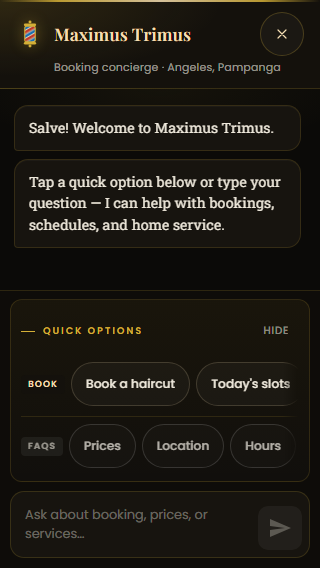 Maximus Trimus
Booking concierge · Angeles, Pampanga
Salve! Welcome to Maximus Trimus.
Tap a quick option below or type your
question — I can help with bookings,
schedules, and home service.
QUICK OPTIONS
HIDE
BOOK
Book a haircut
Today's slots
FAQS
Prices
Location
Hours
Ask about booking, prices, or
services…